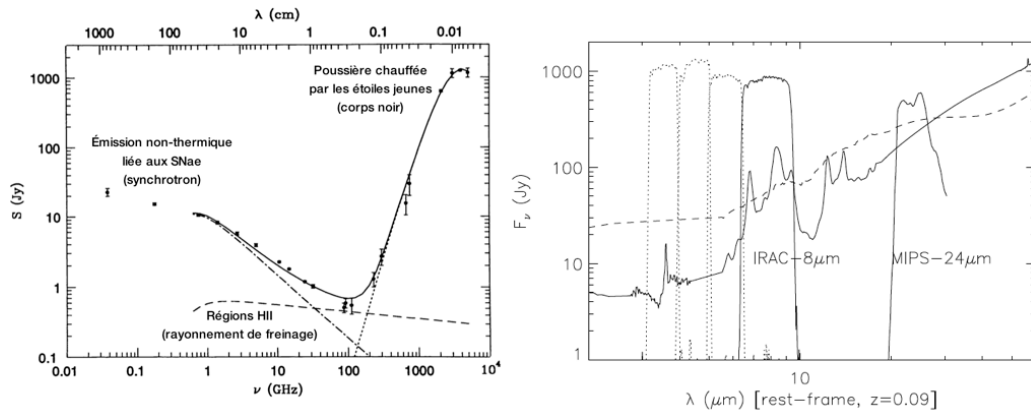 λ (cm)
1000 100 10 1 0.1 0.01
1000
100
10
1
0.1
S (Jy)
Poussière chauffée
par les étoiles jeunes
(corps noir)
Émission non-thermique
liée aux SNae
(synchrotron)
Régions HII
(rayonnement de freinage)
0.01 0.1 1 10 100 1000 10⁴
ν (GHz)
1000
100
10
1
Fν (Jy)
IRAC-8μm
MIPS-24μm
10
λ (μm) [rest-frame, z=0.09]